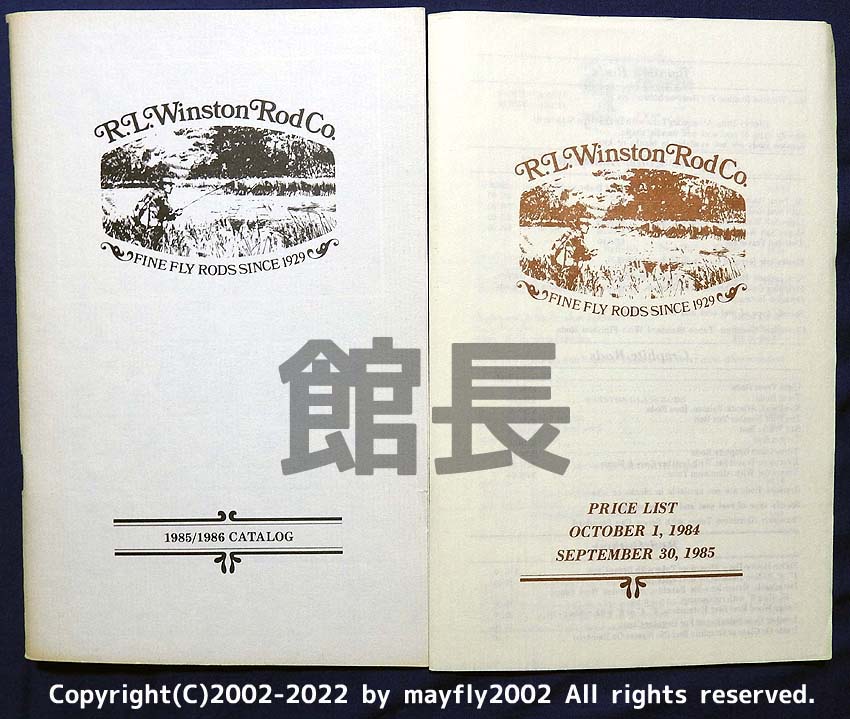 R.L.Winston Rod Co.
FINE FLY RODS SINCE 1929
1985/1986 CATALOG
R.L.Winston Rod Co.
FINE FLY RODS SINCE 1929
PRICE LIST
OCTOBER 1, 1984
SEPTEMBER 30, 1985
館長
Copyright(C)2002-2022 by mayfly2002 All rights reserved.